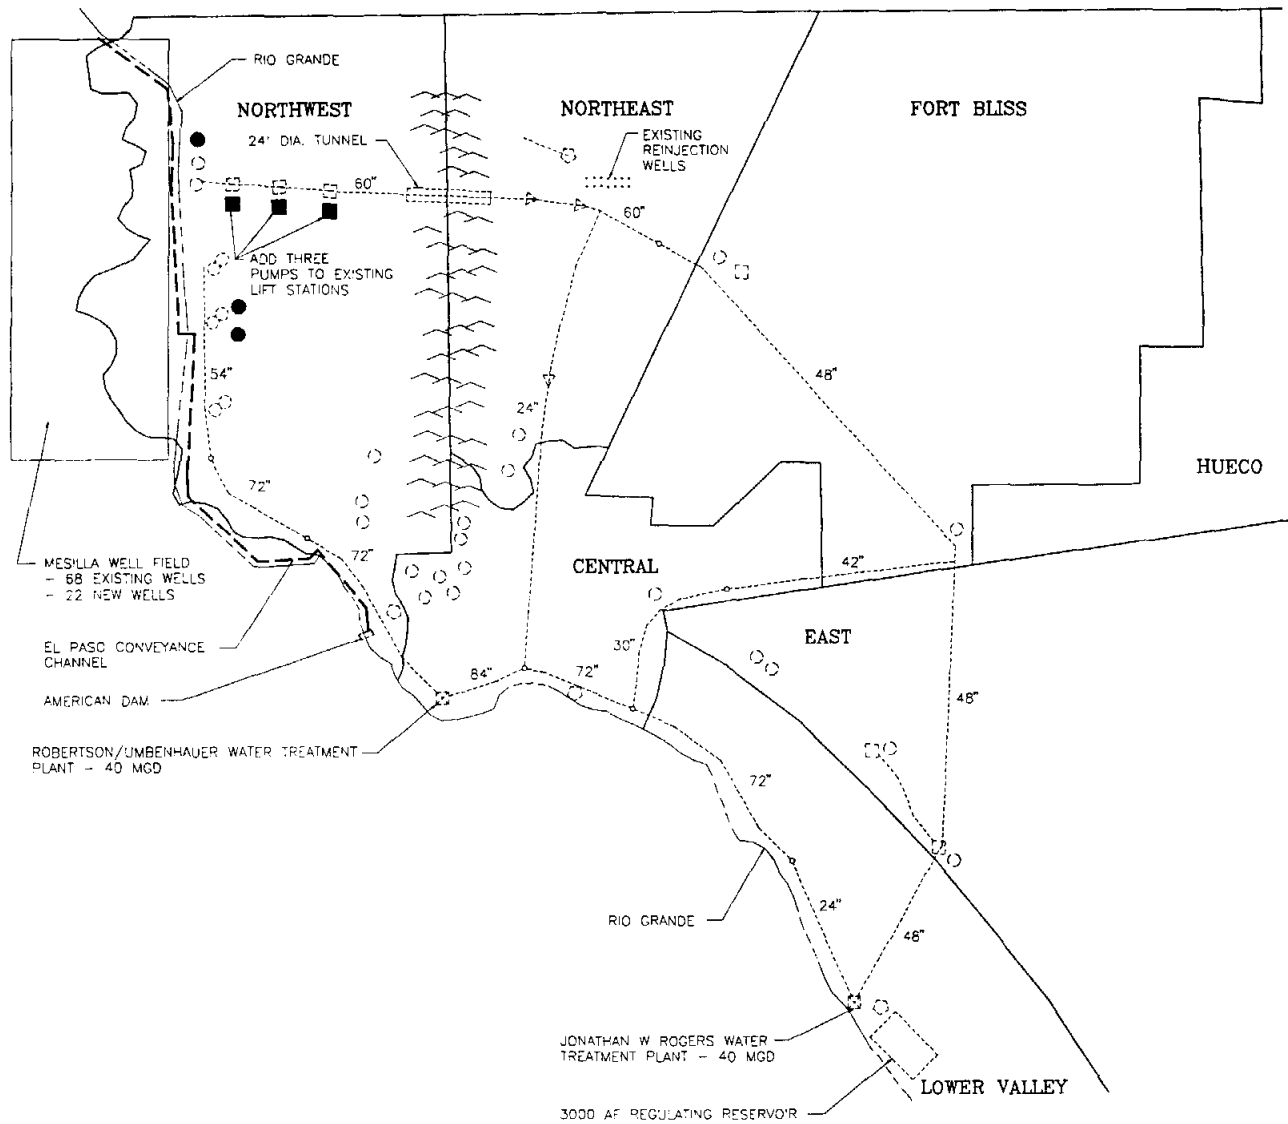 RIO GRANDE
NORTHWEST
NORTHEAST
FORT BLISS
24' DIA. TUNNEL
EXISTING
REINJECTION
WELLS
60"
60"
ADD THREE
PUMPS TO EXISTING
LIFT STATIONS
54"
48"
24"
HUECO
72"
72"
MESILLA WELL FIELD
- 68 EXISTING WELLS
- 22 NEW WELLS
CENTRAL
42"
EL PASO CONVEYANCE
CHANNEL
30"
EAST
84"
72"
48"
AMERICAN DAM
ROBERTSON/UMBENHAUER WATER TREATMENT
PLANT - 40 MGD
72"
RIO GRANDE
24"
48"
JONATHAN W ROGERS WATER
TREATMENT PLANT - 40 MGD
LOWER VALLEY
3000 AF REGULATING RESERVOIR